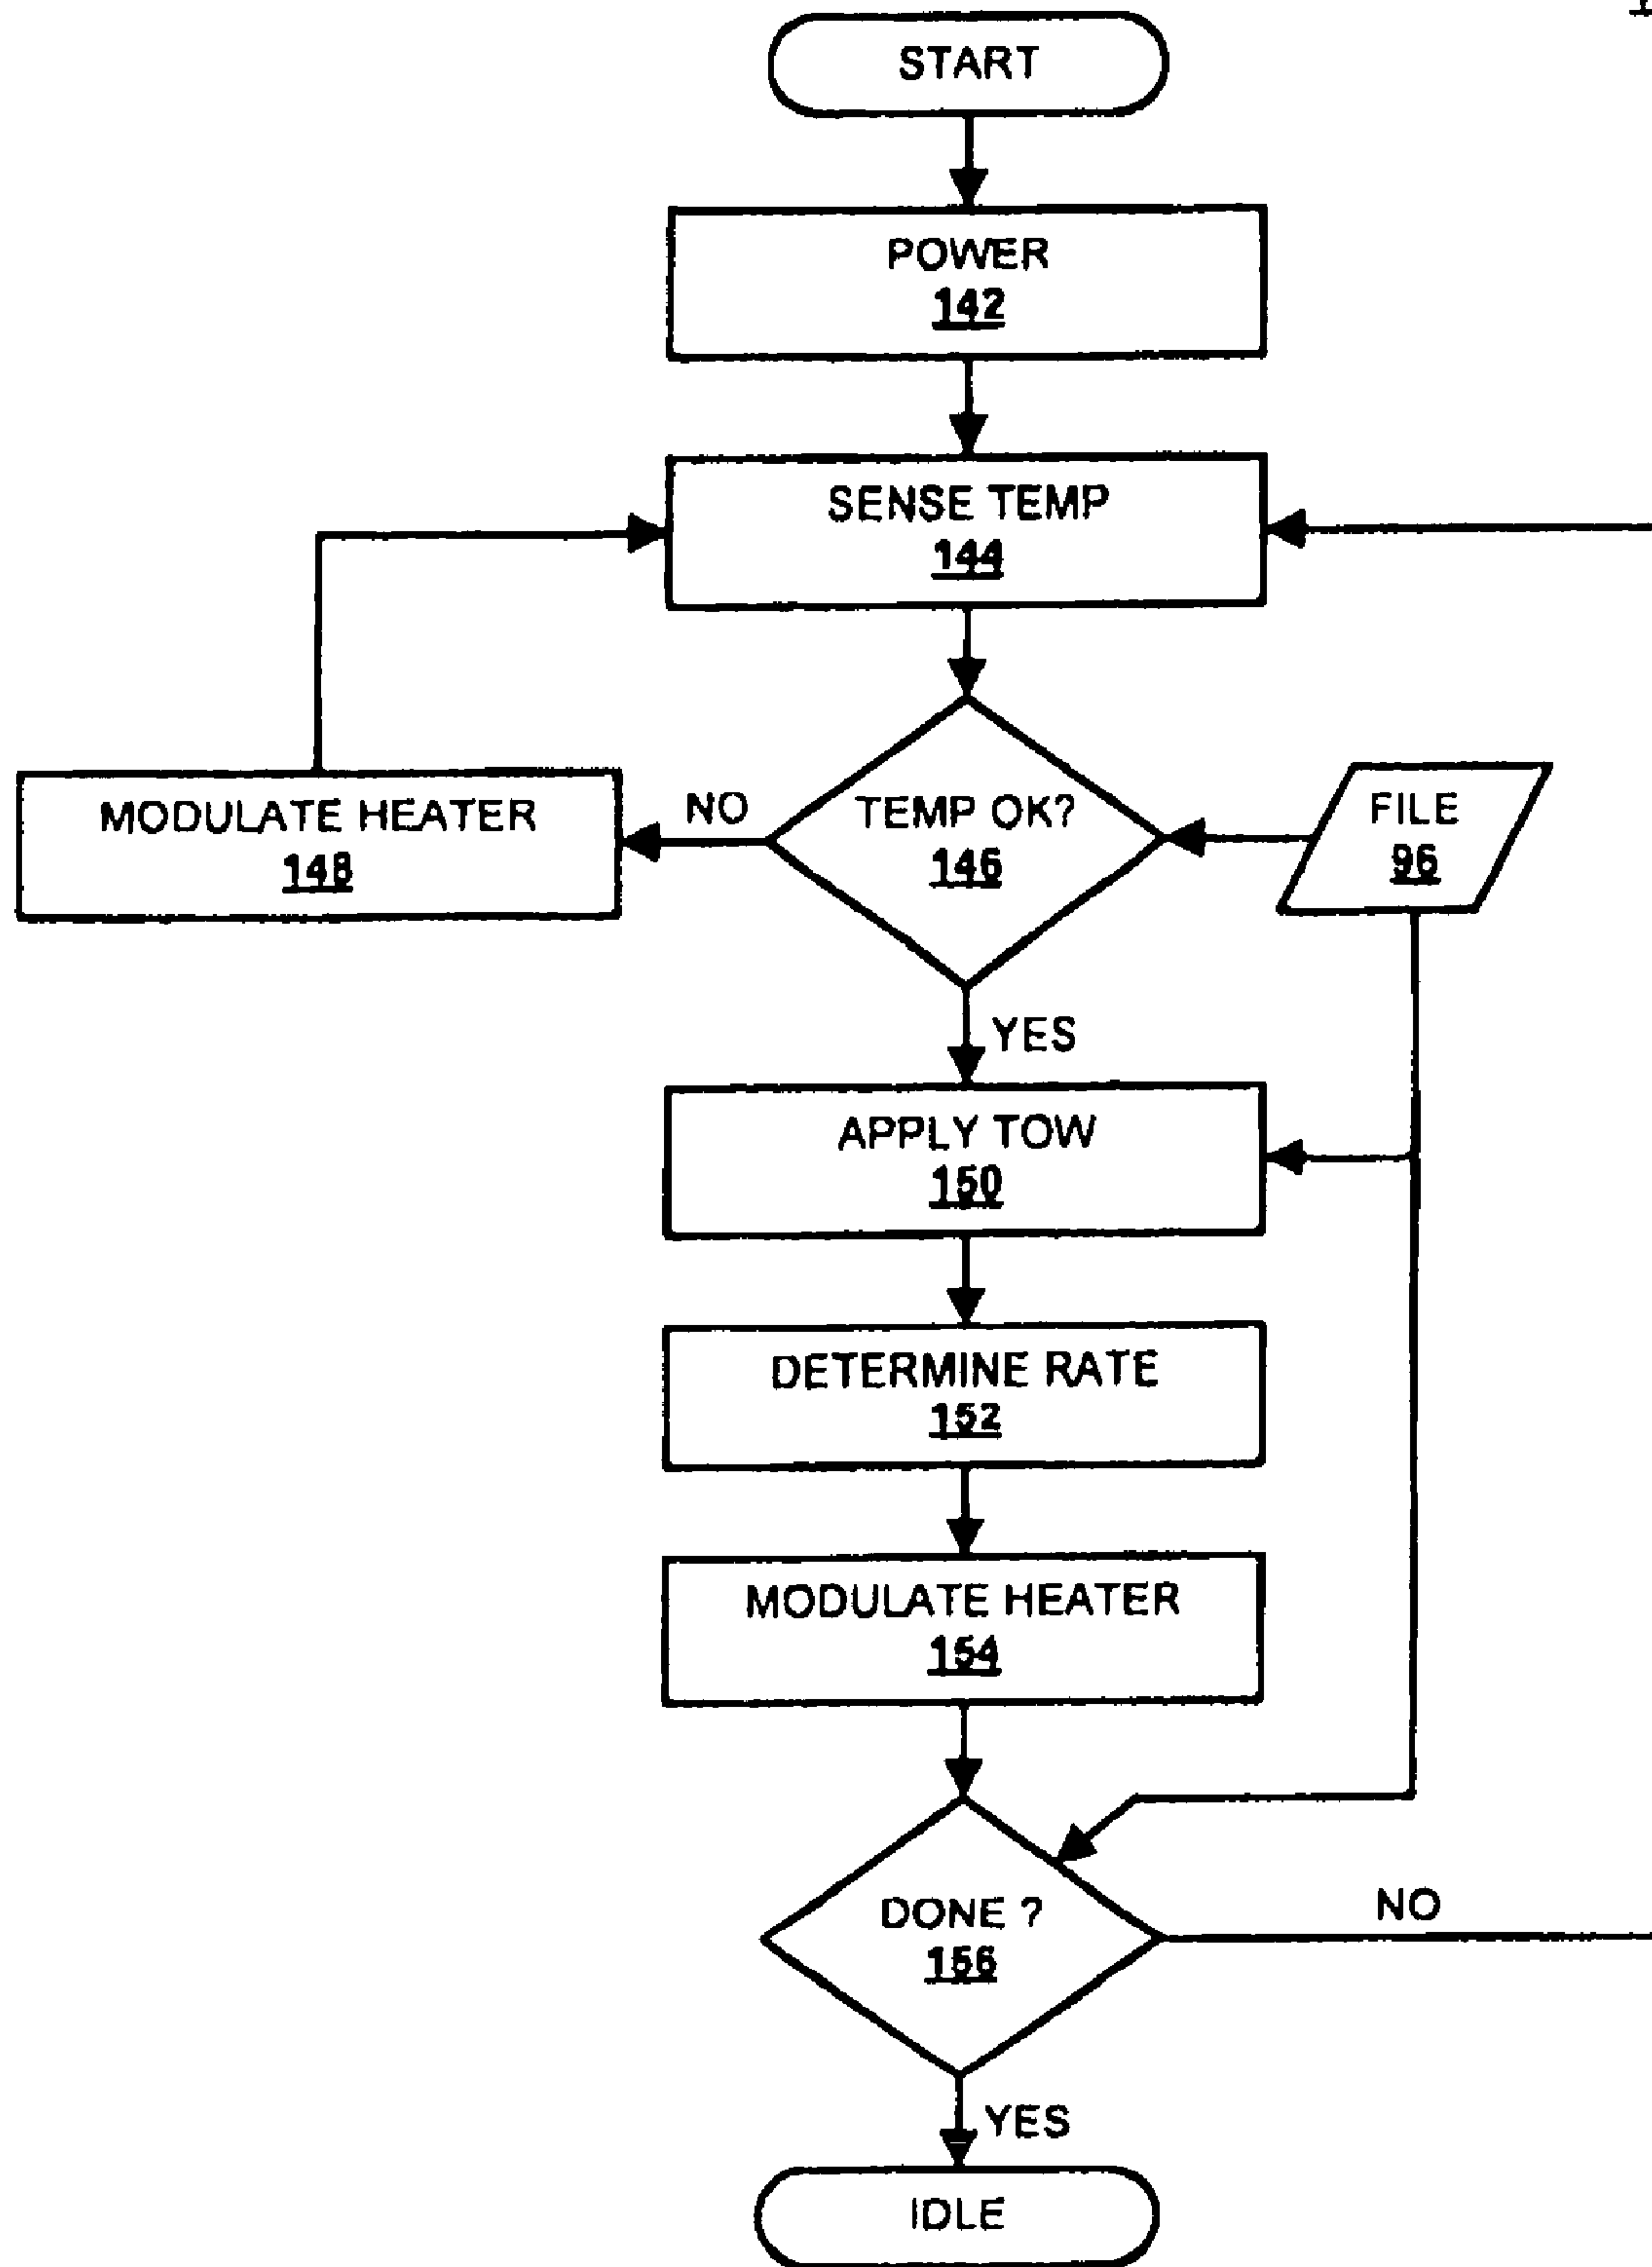 START
POWER
142
SENSE TEMP
144
MODULATE HEATER
148
NO
TEMP OK?
146
FILE
96
YES
APPLY TOW
150
DETERMINE RATE
152
MODULATE HEATER
154
DONE ?
156
NO
YES
IDLE